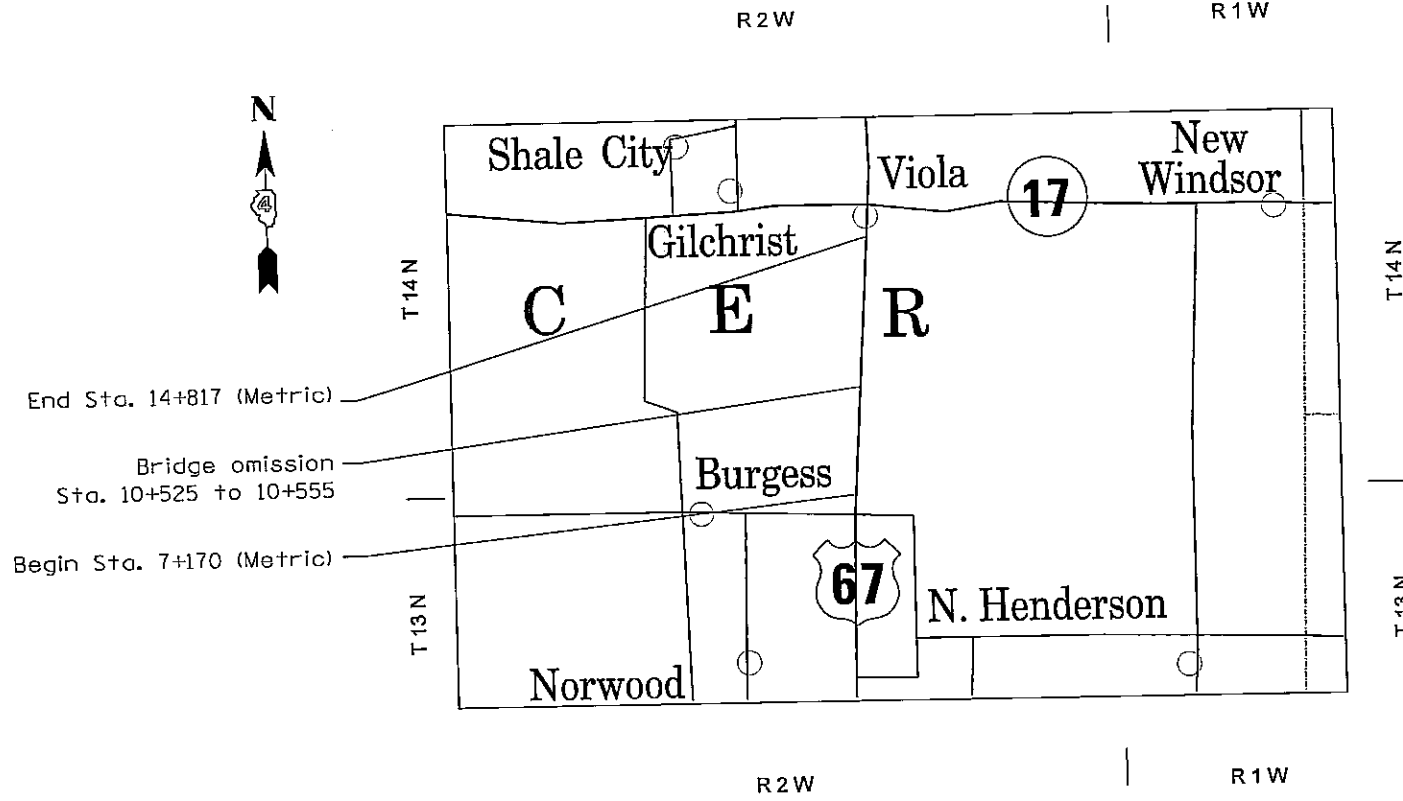 R2W
R1W
N
4
Shale City
New
Windsor
Viola
17
Gilchrist
T14N
T14N
C E R
End Sta. 14+817 (Metric)
Bridge omission
Sta. 10+525 to 10+555
Burgess
Begin Sta. 7+170 (Metric)
67
N. Henderson
T13N
T13N
Norwood
R2W
R1W